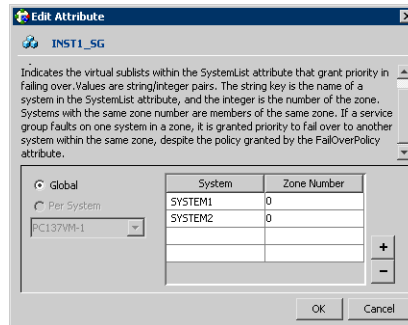 Edit Attribute
INST1_SG
Indicates the virtual sublists within the SystemList attribute that grant priority in
failing over.Values are string/integer pairs. The string key is the name of a
system in the SystemList attribute, and the integer is the number of the zone.
Systems with the same zone number are members of the same zone. If a service
group faults on one system in a zone, it is granted priority to fail over to another
system within the same zone, despite the policy granted by the FailOverPolicy
attribute.
Global
Per System
PC137VM-1
System Zone Number
SYSTEM1 0
SYSTEM2 0
+
−
OK Cancel